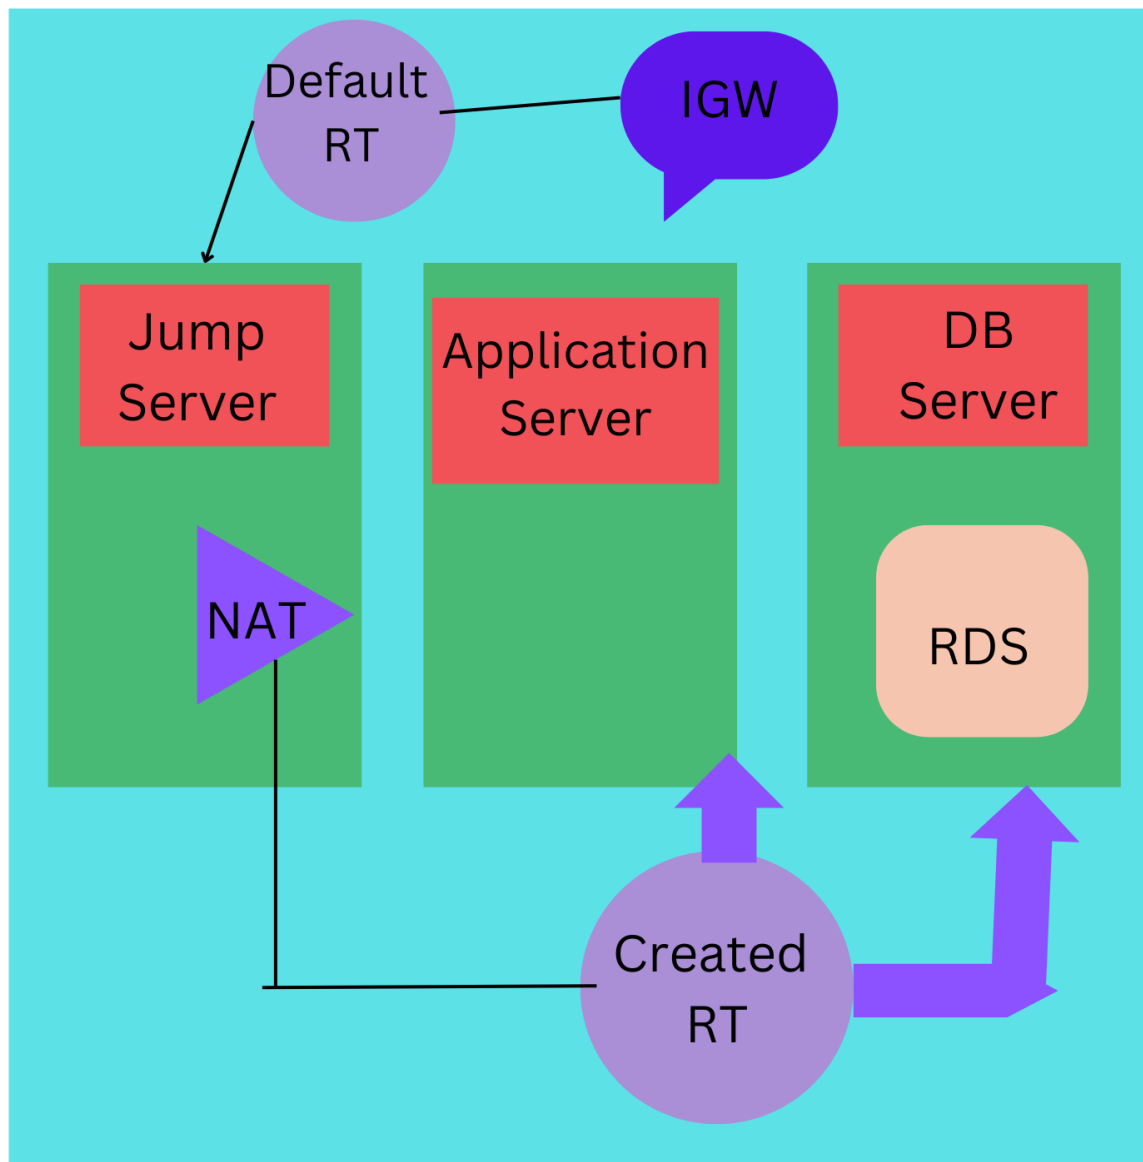 Default
RT
IGW
Jump
Server
Application
Server
DB
Server
NAT
RDS
Created
RT